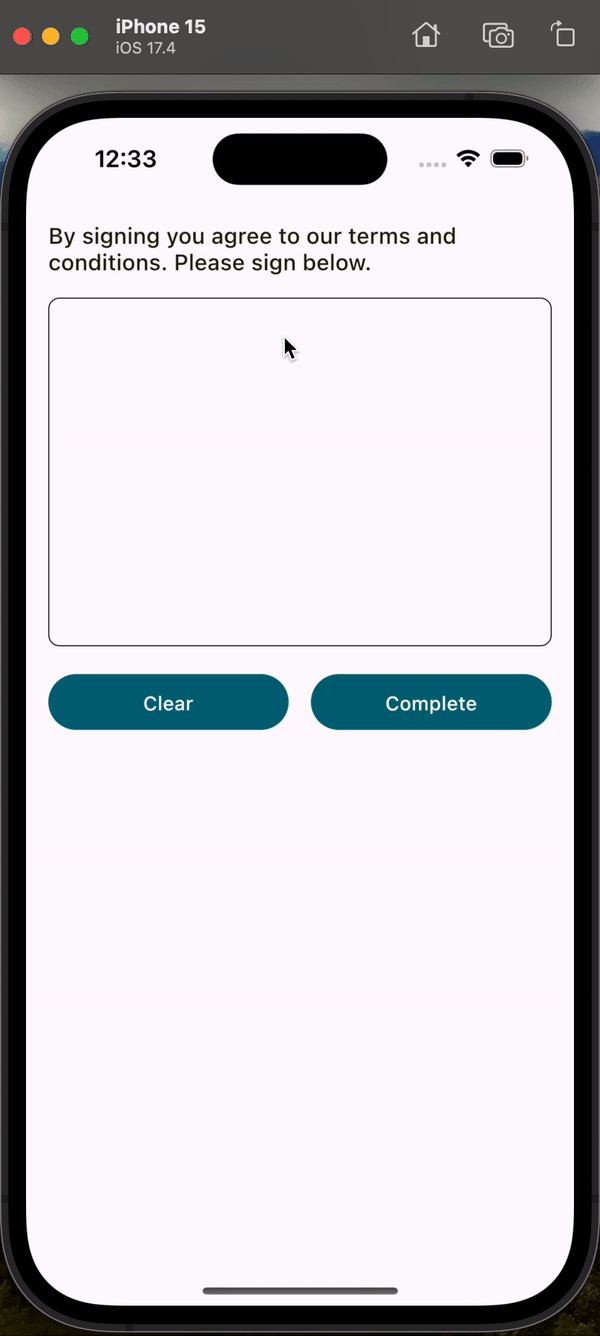 iPhone 15
iOS 17.4
12:33
By signing you agree to our terms and
conditions. Please sign below.
Clear
Complete